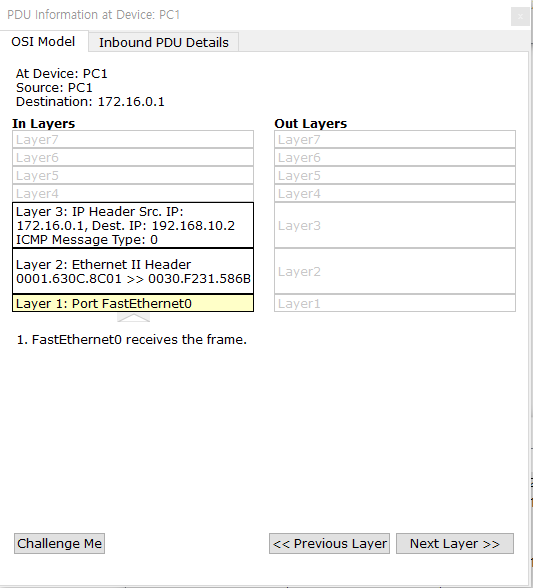 PDU Information at Device: PC1
OSI Model
Inbound PDU Details
At Device: PC1
Source: PC1
Destination: 172.16.0.1
In Layers
Layer7
Layer6
Layer5
Layer4
Layer 3: IP Header Src. IP:
172.16.0.1, Dest. IP: 192.168.10.2
ICMP Message Type: 0
Layer 2: Ethernet II Header
0001.630C.8C01 >> 0030.F231.586B
Layer 1: Port FastEthernet0
Out Layers
Layer7
Layer6
Layer5
Layer4
Layer3
Layer2
Layer1
1. FastEthernet0 receives the frame.
Challenge Me
<< Previous Layer
Next Layer >>